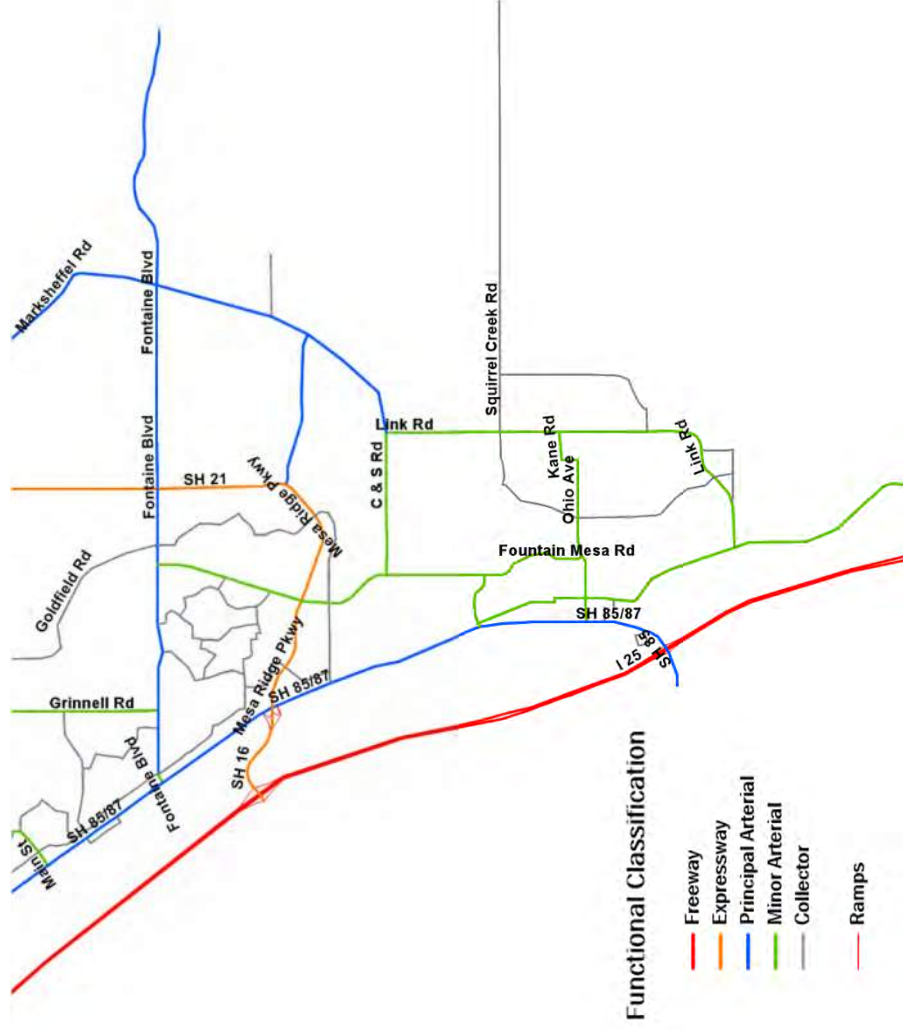 Marksheffel Rd
Fontaine Blvd
Fontaine Blvd
SH 21
Goldfield Rd
Mesa Ridge Pkwy
Squirrel Creek Rd
Link Rd
C & S Rd
Kane Rd
Ohio Ave
Link Rd
Fountain Mesa Rd
Grinnell Rd
Mesa Ridge Pkwy
SH 85/87
SH 85/87
SH 85
I 25
Fontaine Blvd
SH 16
SH 85/87
Main St
Functional Classification
Freeway
Expressway
Principal Arterial
Minor Arterial
Collector
Ramps